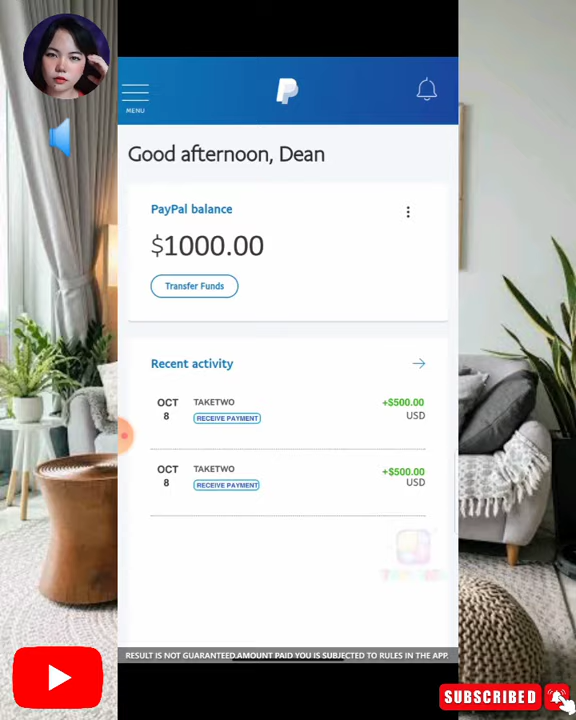 MENU
Good afternoon, Dean
PayPal balance
$1000.00
Transfer Funds
Recent activity
OCT
8
TAKETWO
RECEIVE PAYMENT
+$500.00
USD
OCT
8
TAKETWO
RECEIVE PAYMENT
+$500.00
USD
RESULT IS NOT GUARANTEED.AMOUNT PAID YOU IS SUBJECTED TO RULES IN THE APP.
SUBSCRIBED